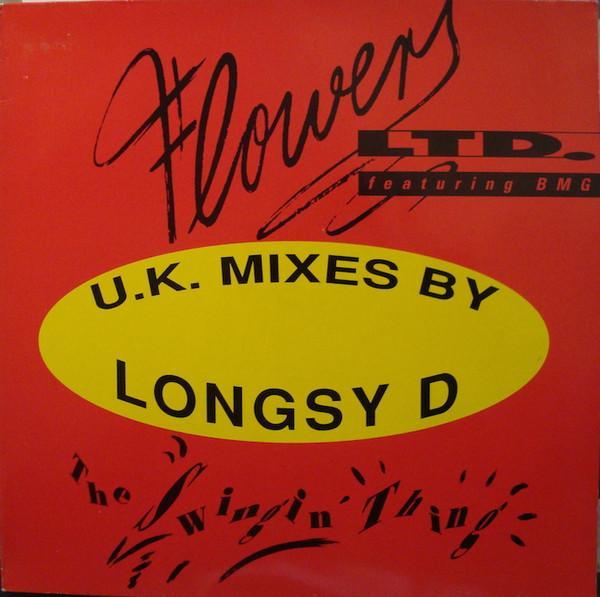 Flowers
LTD.
featuring BMG
U.K. MIXES BY
LONGSY D
The Swingin' Thing